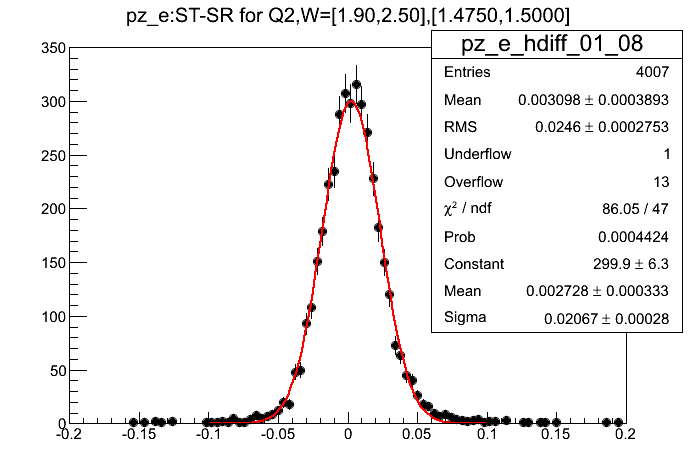 pz_e:ST-SR for Q2,W=[1.90,2.50],[1.4750,1.5000]
pz_e_hdiff_01_08
Entries 4007
Mean 0.003098 ± 0.0003893
RMS 0.0246 ± 0.0002753
Underflow 1
Overflow 13
χ² / ndf 86.05 / 47
Prob 0.0004424
Constant 299.9 ± 6.3
Mean 0.002728 ± 0.000333
Sigma 0.02067 ± 0.00028
350
300
250
200
150
100
50
0
-0.2 -0.15 -0.1 -0.05 0 0.05 0.1 0.15 0.2